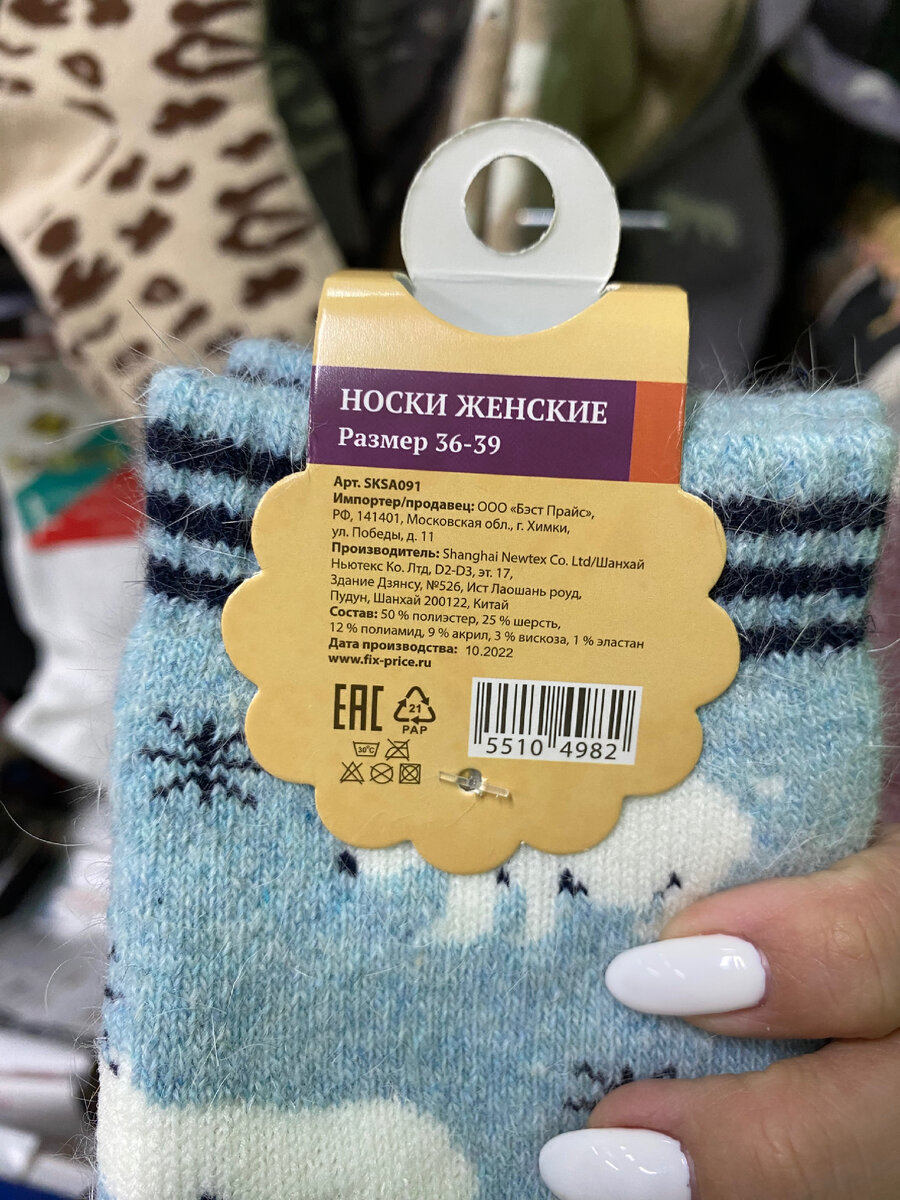 НОСКИ ЖЕНСКИЕ
Размер 36-39
Арт. SKSA091
Импортер/продавец: ООО «Бэст Прайс»,
РФ, 141401, Московская обл., г. Химки,
ул. Победы, д. 11
Производитель: Shanghai Newtex Co. Ltd/Шанхай
Ньютекс Ко. Лтд, D2-D3, эт. 17,
Здание Дзянсу, №526, Ист Лаошань роуд,
Пудун, Шанхай 200122, Китай
Состав: 50 % полиэстер, 25 % шерсть,
12 % полиамид, 9 % акрил, 3 % вискоза, 1 % эластан
Дата производства: 10.2022
www.fix-price.ru
EAC
21
PAP
30°C
5510 4982